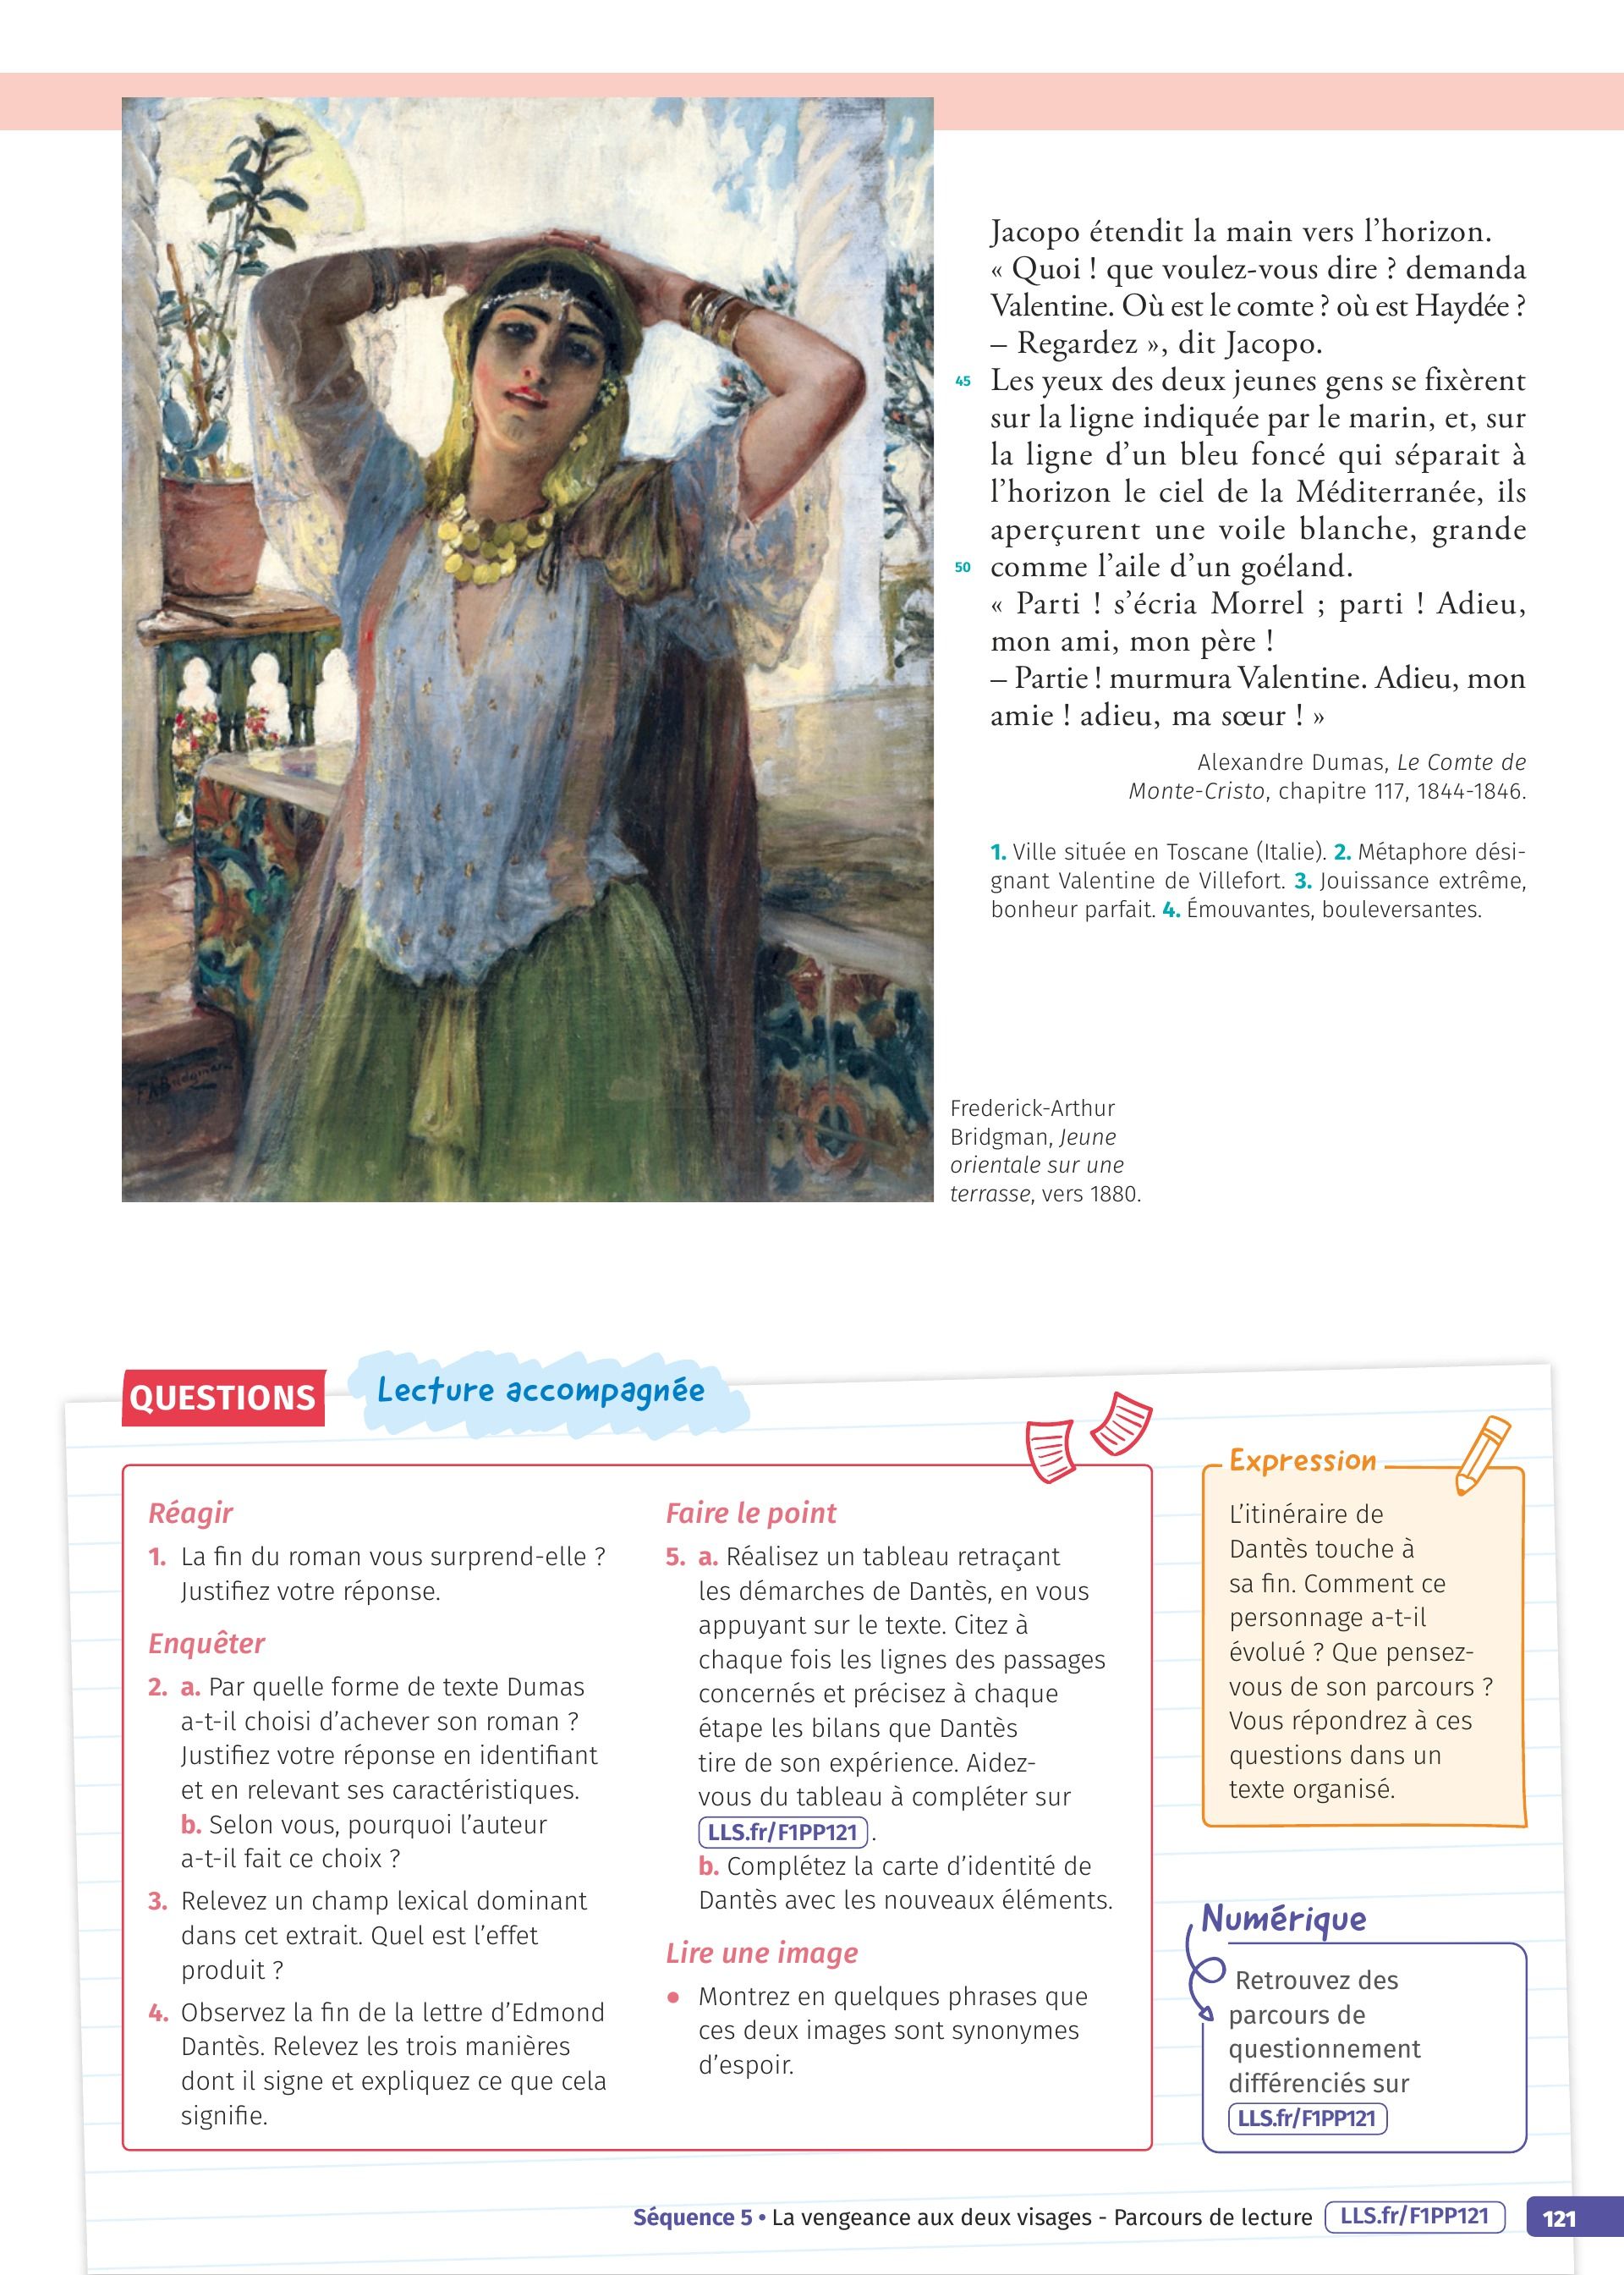 Jacopo étendit la main vers l'horizon.
« Quoi ! que voulez-vous dire ? demanda
Valentine. Où est le comte ? où est Haydée ?
– Regardez », dit Jacopo.
45 Les yeux des deux jeunes gens se fixèrent
sur la ligne indiquée par le marin, et, sur
la ligne d'un bleu foncé qui séparait à
l'horizon le ciel de la Méditerranée, ils
aperçurent une voile blanche, grande
50 comme l'aile d'un goéland.
« Parti ! s'écria Morrel ; parti ! Adieu,
mon ami, mon père !
– Partie ! murmura Valentine. Adieu, mon
amie ! adieu, ma sœur ! »
Alexandre Dumas, Le Comte de
Monte-Cristo, chapitre 117, 1844-1846.
1. Ville située en Toscane (Italie). 2. Métaphore dési-
gnant Valentine de Villefort. 3. Jouissance extrême,
bonheur parfait. 4. Émouvantes, bouleversantes.
F A Bridgman
Frederick-Arthur
Bridgman, Jeune
orientale sur une
terrasse, vers 1880.
QUESTIONS
Lecture accompagnée
Réagir
1. La fin du roman vous surprend-elle ?
Justifiez votre réponse.
Enquêter
2. a. Par quelle forme de texte Dumas
a-t-il choisi d'achever son roman ?
Justifiez votre réponse en identifiant
et en relevant ses caractéristiques.
b. Selon vous, pourquoi l'auteur
a-t-il fait ce choix ?
3. Relevez un champ lexical dominant
dans cet extrait. Quel est l'effet
produit ?
4. Observez la fin de la lettre d'Edmond
Dantès. Relevez les trois manières
dont il signe et expliquez ce que cela
signifie.
Faire le point
5. a. Réalisez un tableau retraçant
les démarches de Dantès, en vous
appuyant sur le texte. Citez à
chaque fois les lignes des passages
concernés et précisez à chaque
étape les bilans que Dantès
tire de son expérience. Aidez-
vous du tableau à compléter sur
LLS.fr/F1PP121 .
b. Complétez la carte d'identité de
Dantès avec les nouveaux éléments.
Lire une image
• Montrez en quelques phrases que
ces deux images sont synonymes
d'espoir.
Expression
L'itinéraire de
Dantès touche à
sa fin. Comment ce
personnage a-t-il
évolué ? Que pensez-
vous de son parcours ?
Vous répondrez à ces
questions dans un
texte organisé.
Numérique
Retrouvez des
parcours de
questionnement
différenciés sur
LLS.fr/F1PP121
Séquence 5 • La vengeance aux deux visages - Parcours de lecture LLS.fr/F1PP121 121